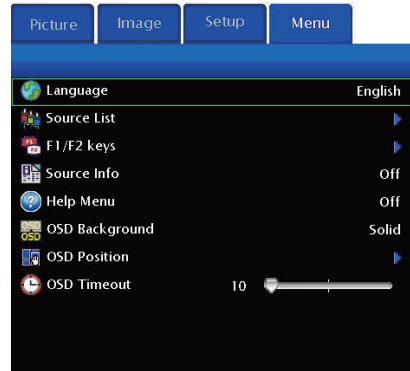 Picture Image Setup Menu
Language English
Source List
F1/F2 keys
Source Info Off
Help Menu Off
OSD Background Solid
OSD Position
OSD Timeout 10